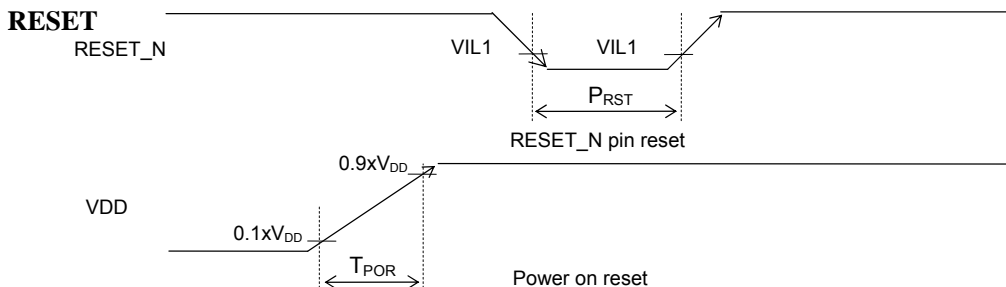 RESET
RESET_N
VIL1 VIL1
PRST
RESET_N pin reset
0.9xVDD
VDD
0.1xVDD
TPOR
Power on reset